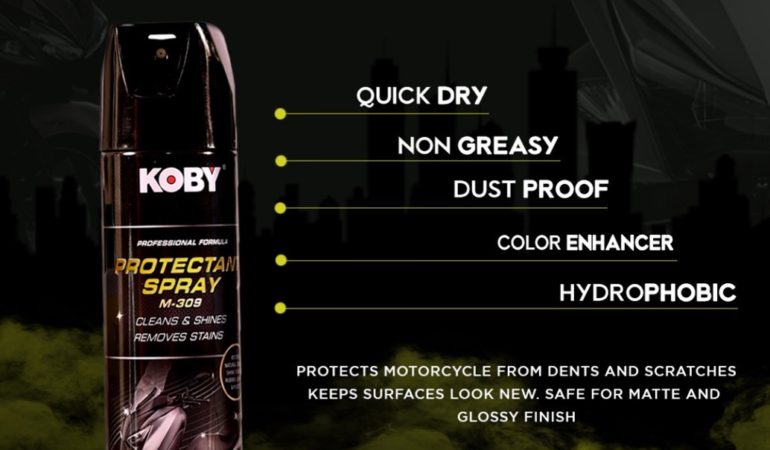 QUICK DRY
NON GREASY
DUST PROOF
COLOR ENHANCER
HYDROPHOBIC
KOBY
PROFESSIONAL FORMULA
PROTECTANT
SPRAY
M-309
CLEANS & SHINES
REMOVES STAINS
PROTECTS MOTORCYCLE FROM DENTS AND SCRATCHES
KEEPS SURFACES LOOK NEW. SAFE FOR MATTE AND
GLOSSY FINISH